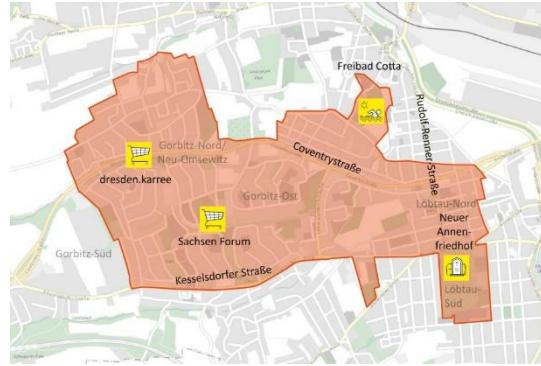 Freibad Cotta
Rudolf-Renner-Straße
Coventrystraße
Gorbitz-Nord/
Neu-Omsewitz
dresden.karree
Gorbitz-Ost
Löbtau-Nord
Neuer
Annen-
friedhof
Sachsen Forum
Gorbitz-Süd
Kesselsdorfer Straße
Löbtau-
Süd